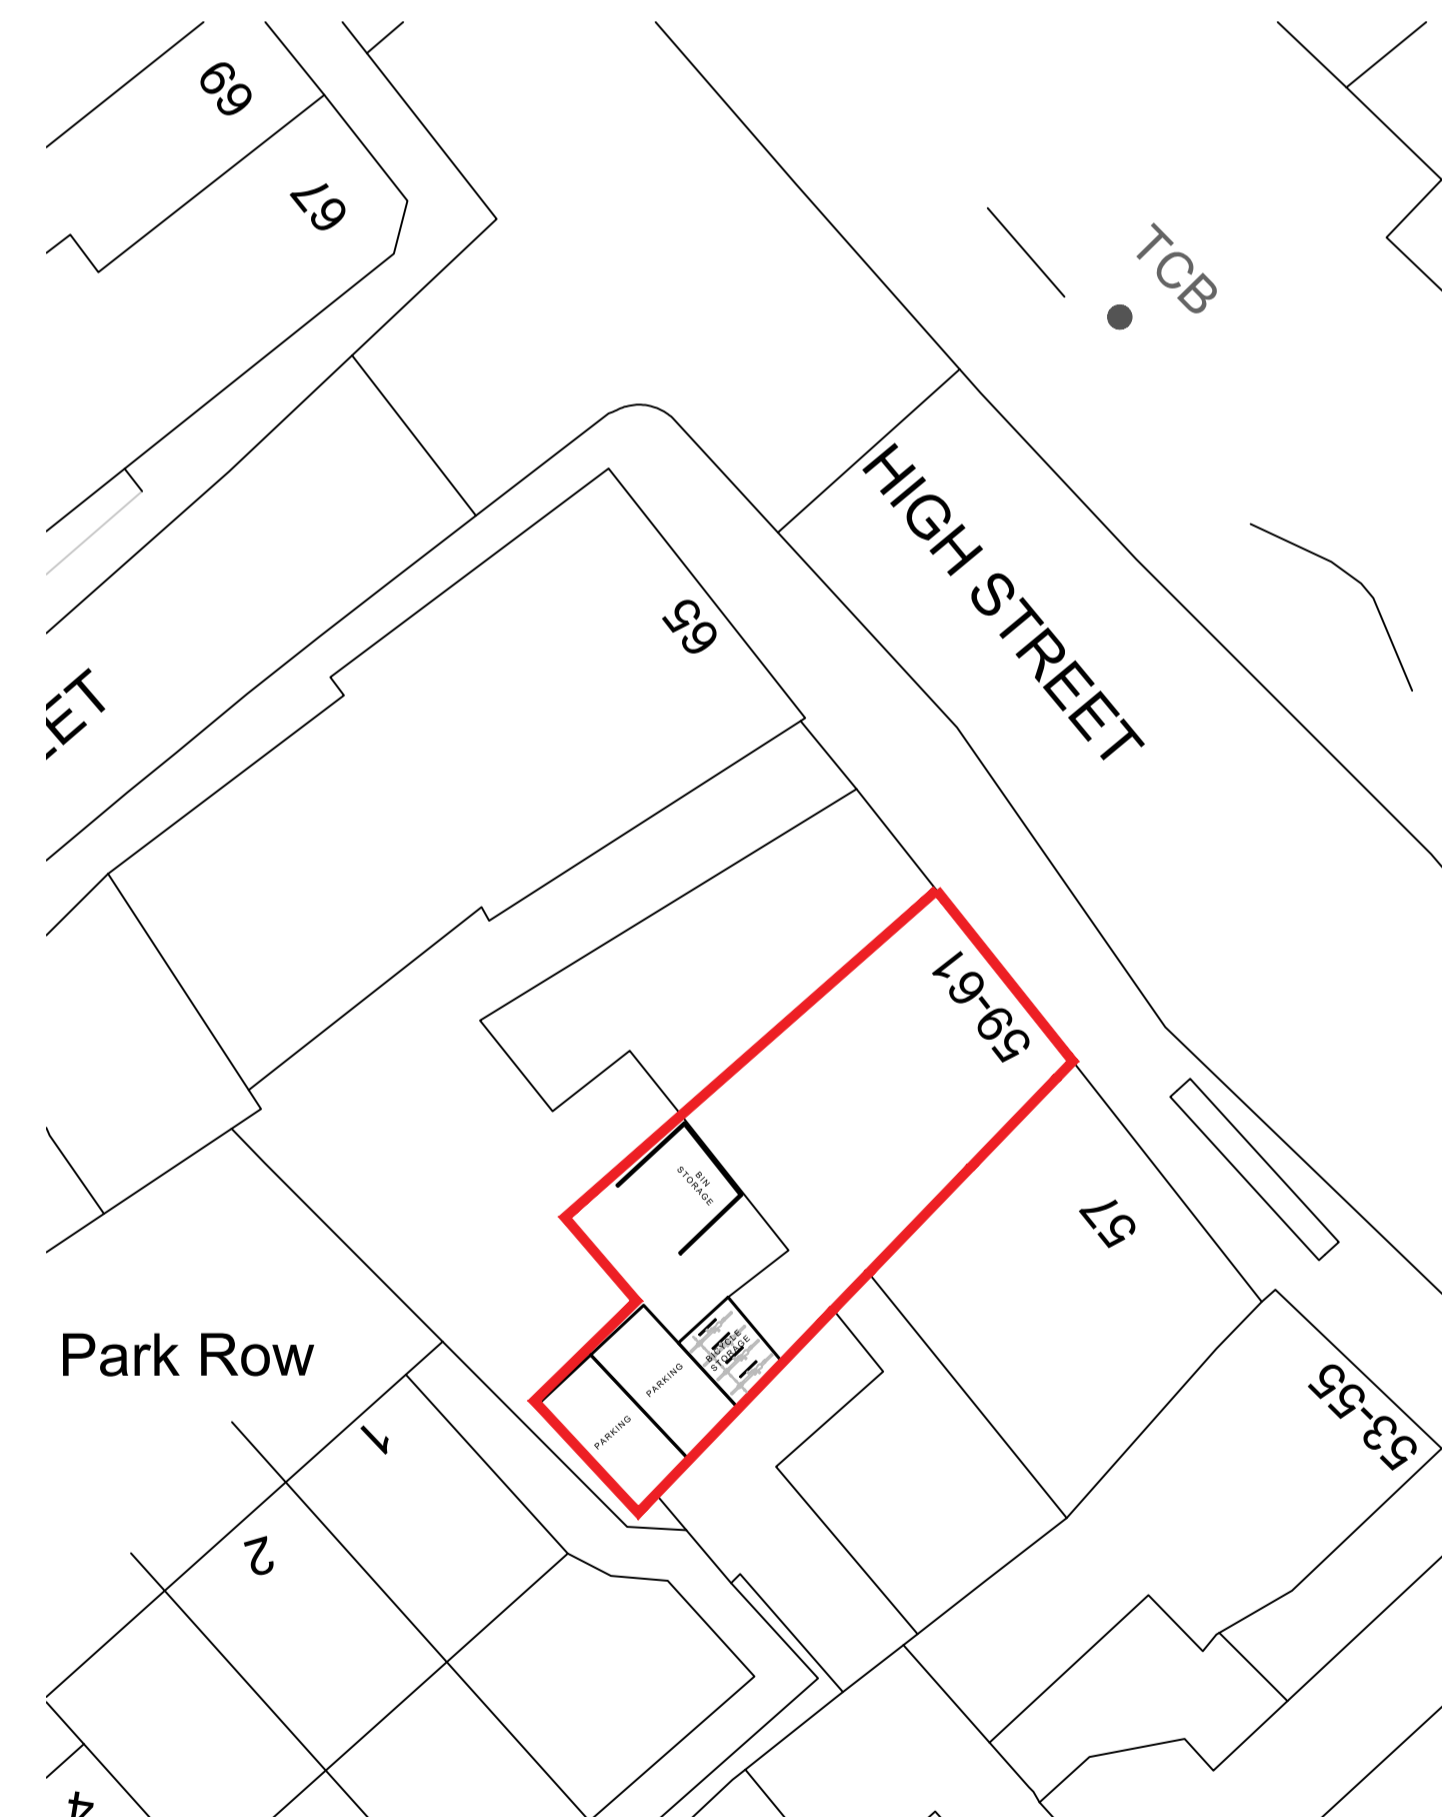 69
67
TCB
HIGH STREET
65
ET
59-61
BIN
STORAGE
57
Park Row
BICYCLE
STORAGE
PARKING
PARKING
53-55
1
2
4